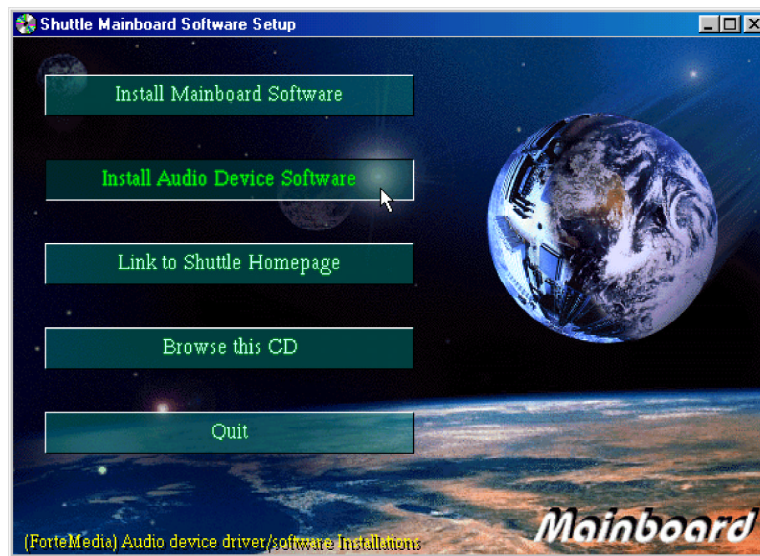 Shuttle Mainboard Software Setup
Install Mainboard Software
Install Audio Device Software
Link to Shuttle Homepage
Browse this CD
Quit
Mainboard
(ForteMedia) Audio device driver/software Installations